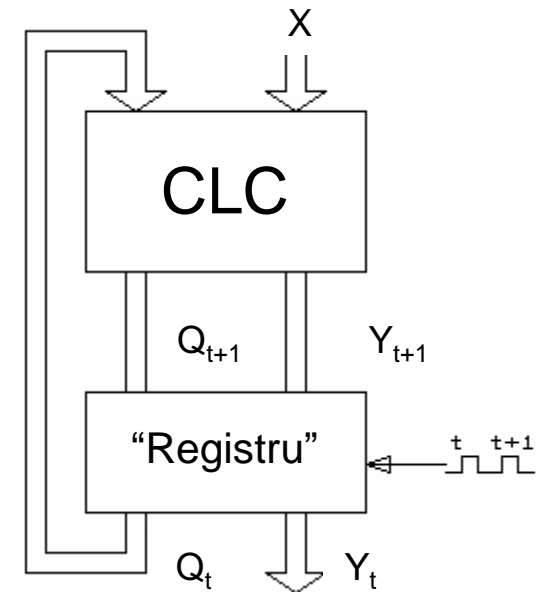 X
CLC
Qt+1 Yt+1
“Registru”
t t+1
Qt Yt